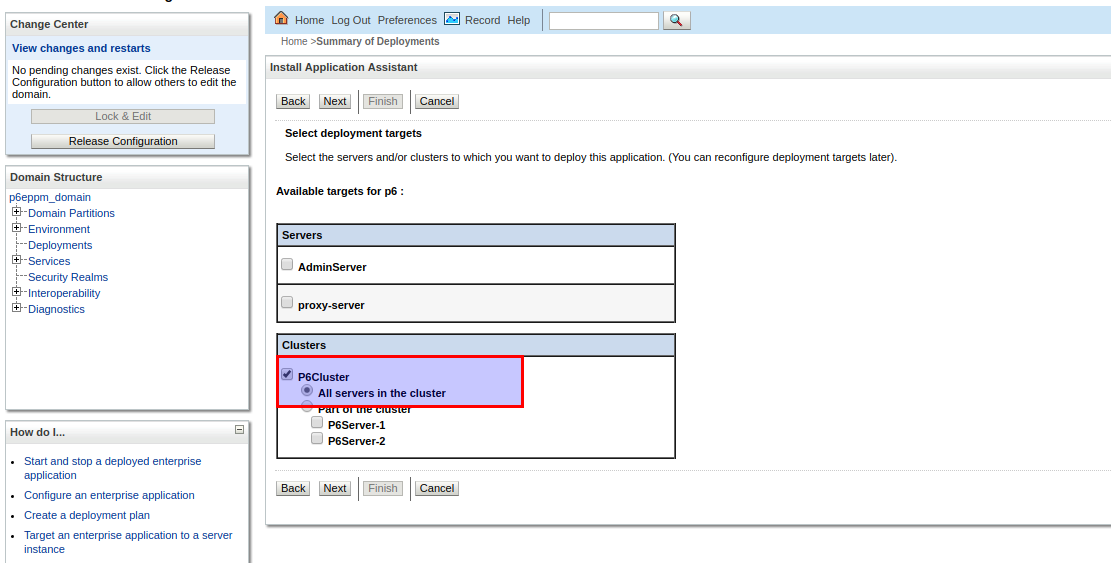 Change Center
View changes and restarts
No pending changes exist. Click the Release
Configuration button to allow others to edit the
domain.
Lock & Edit
Release Configuration
Domain Structure
p6eppm_domain
Domain Partitions
Environment
Deployments
Services
Security Realms
Interoperability
Diagnostics
How do I...
Start and stop a deployed enterprise
application
Configure an enterprise application
Create a deployment plan
Target an enterprise application to a server
instance
Home Log Out Preferences Record Help
Home >Summary of Deployments
Install Application Assistant
Back Next Finish Cancel
Select deployment targets
Select the servers and/or clusters to which you want to deploy this application. (You can reconfigure deployment targets later).
Available targets for p6 :
Servers
AdminServer
proxy-server
Clusters
P6Cluster
All servers in the cluster
Part of the cluster
P6Server-1
P6Server-2
Back Next Finish Cancel